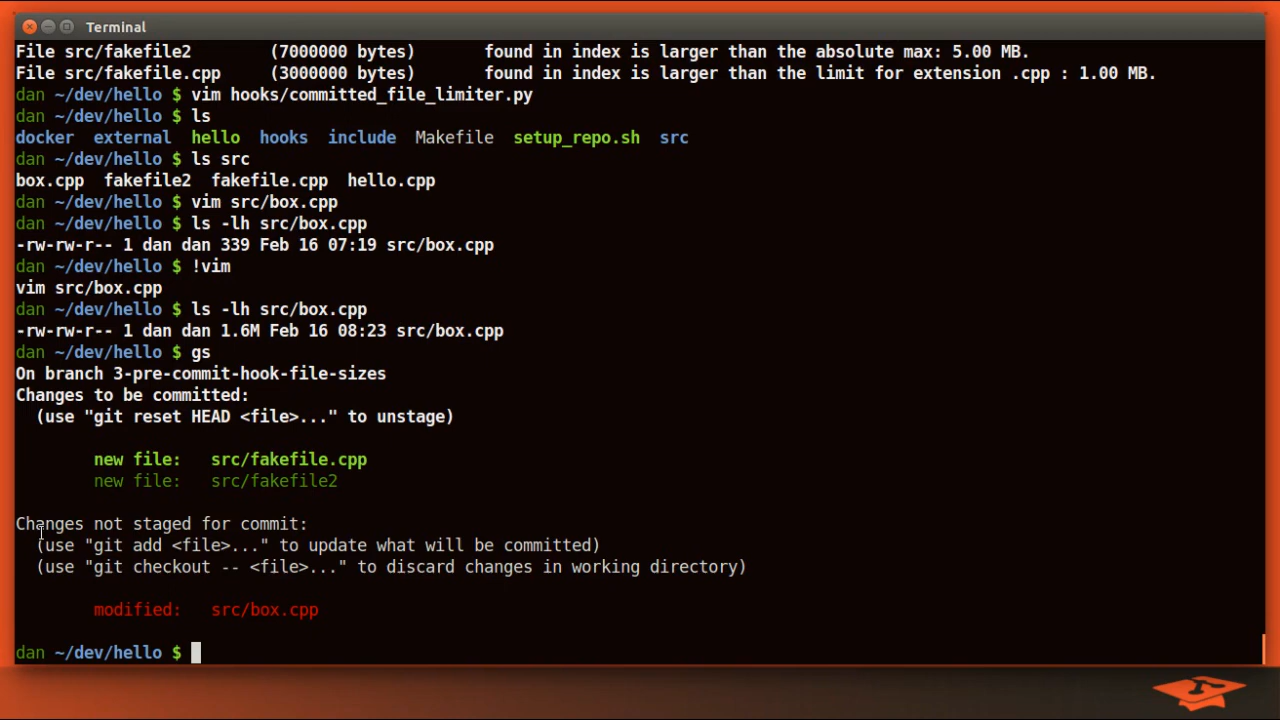 Terminal
File src/fakefile2 (7000000 bytes) found in index is larger than the absolute max: 5.00 MB.
File src/fakefile.cpp (3000000 bytes) found in index is larger than the limit for extension .cpp : 1.00 MB.
dan ~/dev/hello $ vim hooks/committed_file_limiter.py
dan ~/dev/hello $ ls
docker external hello hooks include Makefile setup_repo.sh src
dan ~/dev/hello $ ls src
box.cpp fakefile2 fakefile.cpp hello.cpp
dan ~/dev/hello $ vim src/box.cpp
dan ~/dev/hello $ ls -lh src/box.cpp
-rw-rw-r-- 1 dan dan 339 Feb 16 07:19 src/box.cpp
dan ~/dev/hello $ !vim
vim src/box.cpp
dan ~/dev/hello $ ls -lh src/box.cpp
-rw-rw-r-- 1 dan dan 1.6M Feb 16 08:23 src/box.cpp
dan ~/dev/hello $ gs
On branch 3-pre-commit-hook-file-sizes
Changes to be committed:
(use "git reset HEAD <file>..." to unstage)
new file: src/fakefile.cpp
new file: src/fakefile2
Changes not staged for commit:
(use "git add <file>..." to update what will be committed)
(use "git checkout -- <file>..." to discard changes in working directory)
modified: src/box.cpp
dan ~/dev/hello $